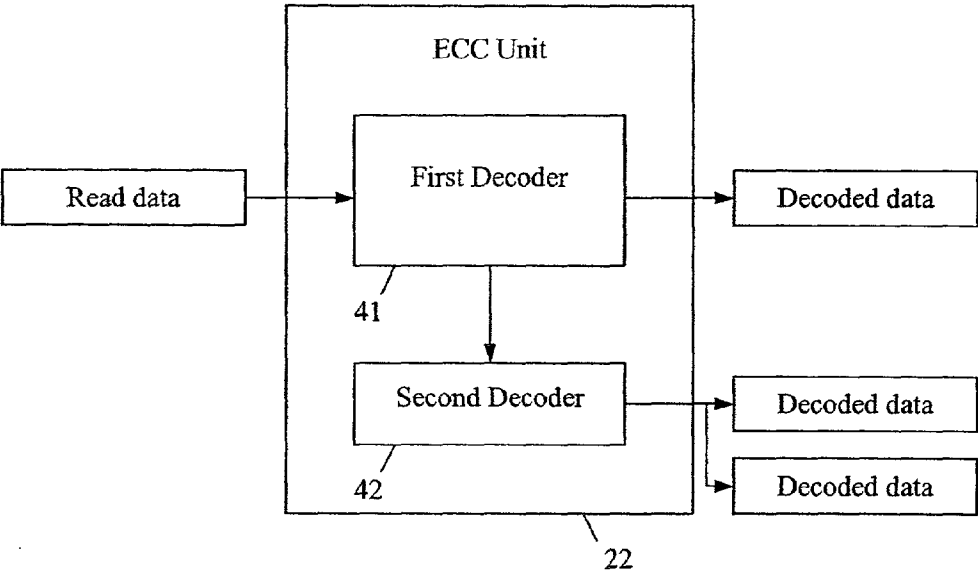 ECC Unit
Read data
First Decoder
Decoded data
41
Second Decoder
Decoded data
42
Decoded data
22